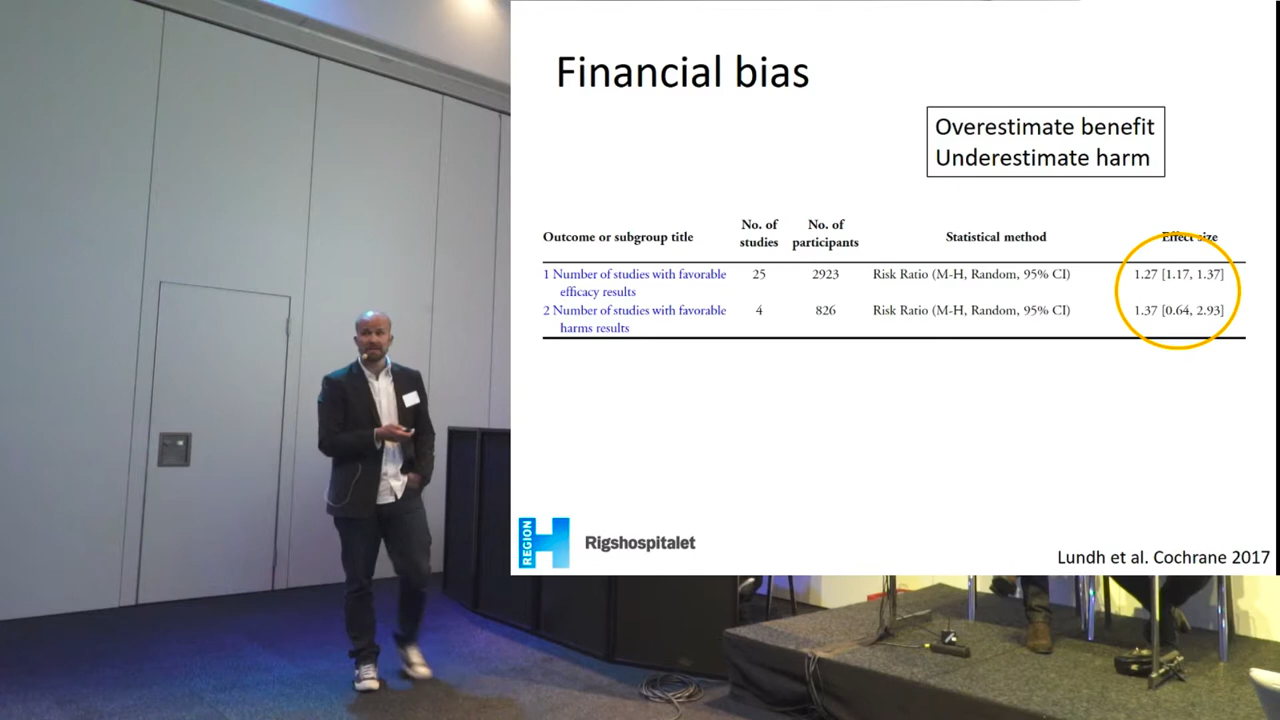 Financial bias
Overestimate benefit
Underestimate harm
Outcome or subgroup title
No. of
studies
No. of
participants
Statistical method
Effect size
1 Number of studies with favorable
efficacy results
25
2923
Risk Ratio (M-H, Random, 95% CI)
1.27 [1.17, 1.37]
2 Number of studies with favorable
harms results
4
826
Risk Ratio (M-H, Random, 95% CI)
1.37 [0.64, 2.93]
REGION
H
Rigshospitalet
Lundh et al. Cochrane 2017